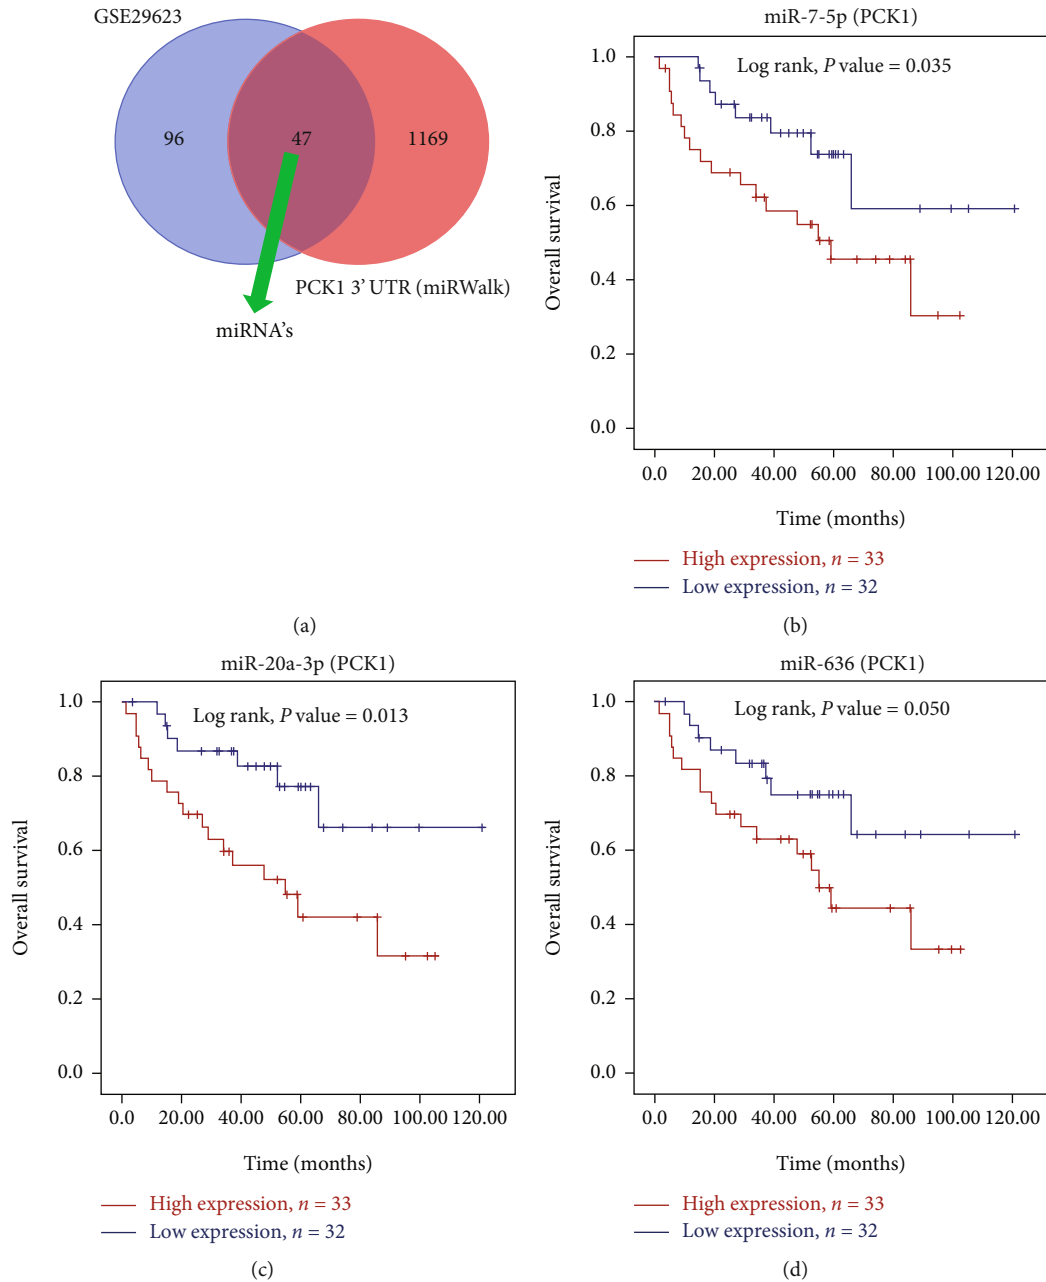 GSE29623
96
47
1169
PCK1 3' UTR (miRWalk)
miRNA's
(a)
miR-7-5p (PCK1)
Log rank, P value = 0.035
Overall survival
1.0
0.8
0.6
0.4
0.2
0.0
0.0 20.00 40.00 60.00 80.00 100.00 120.00
Time (months)
High expression, n = 33
Low expression, n = 32
(b)
miR-20a-3p (PCK1)
Log rank, P value = 0.013
Overall survival
1.0
0.8
0.6
0.4
0.2
0.0
0.0 20.00 40.00 60.00 80.00 100.00 120.00
Time (months)
High expression, n = 33
Low expression, n = 32
(c)
miR-636 (PCK1)
Log rank, P value = 0.050
Overall survival
1.0
0.8
0.6
0.4
0.2
0.0
0.0 20.00 40.00 60.00 80.00 100.00 120.00
Time (months)
High expression, n = 33
Low expression, n = 32
(d)